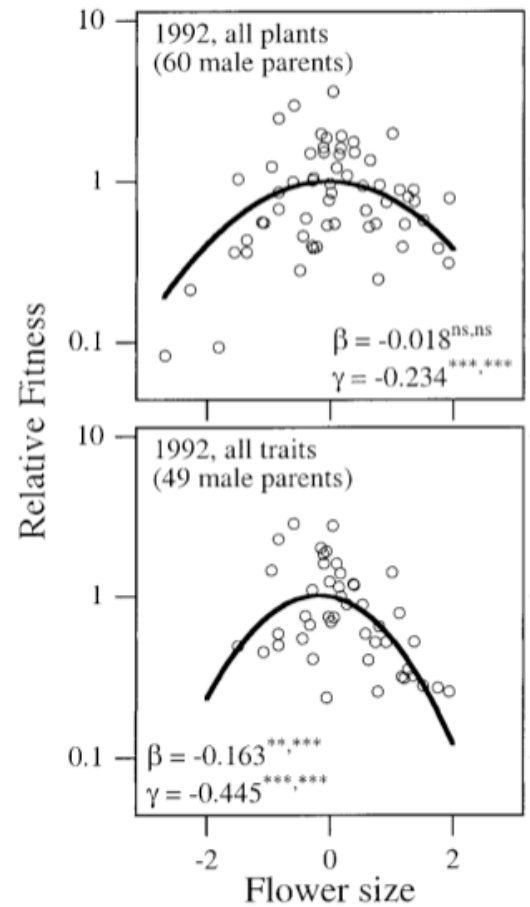 10
1992, all plants
(60 male parents)
1
0.1
β = -0.018ns,ns
γ = -0.234***,***
Relative Fitness
10
1992, all traits
(49 male parents)
1
0.1
β = -0.163**,***
γ = -0.445***,***
-2 0 2
Flower size